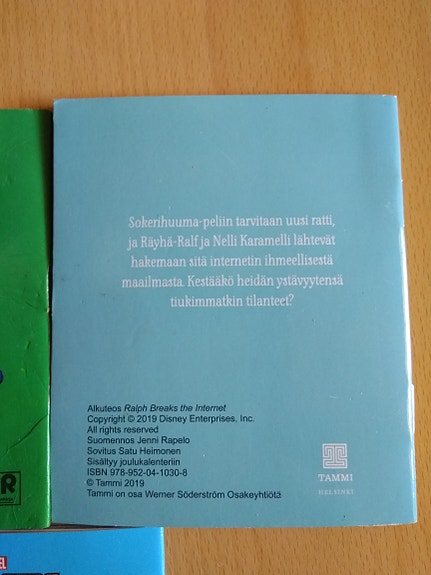 Sokerihuuma-peliin tarvitaan uusi ratti,
ja Räyhä-Ralf ja Nelli Karamelli lähtevät
hakemaan sitä internetin ihmeellisestä
maailmasta. Kestääkö heidän ystävyytensä
tiukimmatkin tilanteet?
Alkuteos Ralph Breaks the Internet
Copyright © 2019 Disney Enterprises, Inc.
All rights reserved
Suomennos Jenni Rapelo
Sovitus Satu Heimonen
Sisältyy joulukalenteriin
ISBN 978-952-04-1030-8
© Tammi 2019
Tammi on osa Werner Söderström Osakeyhtiötä
TAMMI
HELSINKI